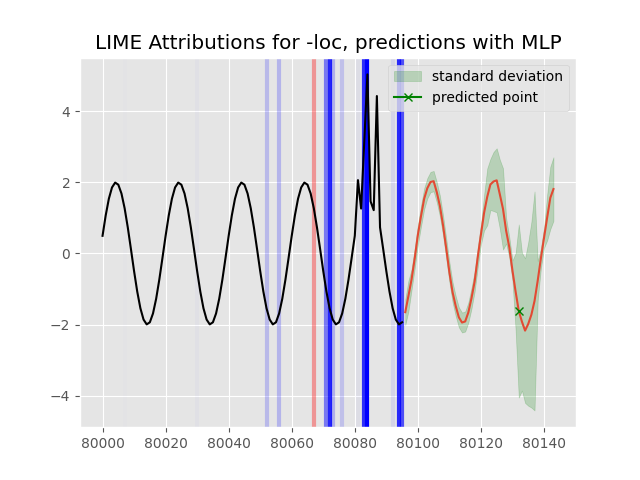 LIME Attributions for -loc, predictions with MLP
standard deviation
predicted point
4
2
0
−2
−4
80000 80020 80040 80060 80080 80100 80120 80140